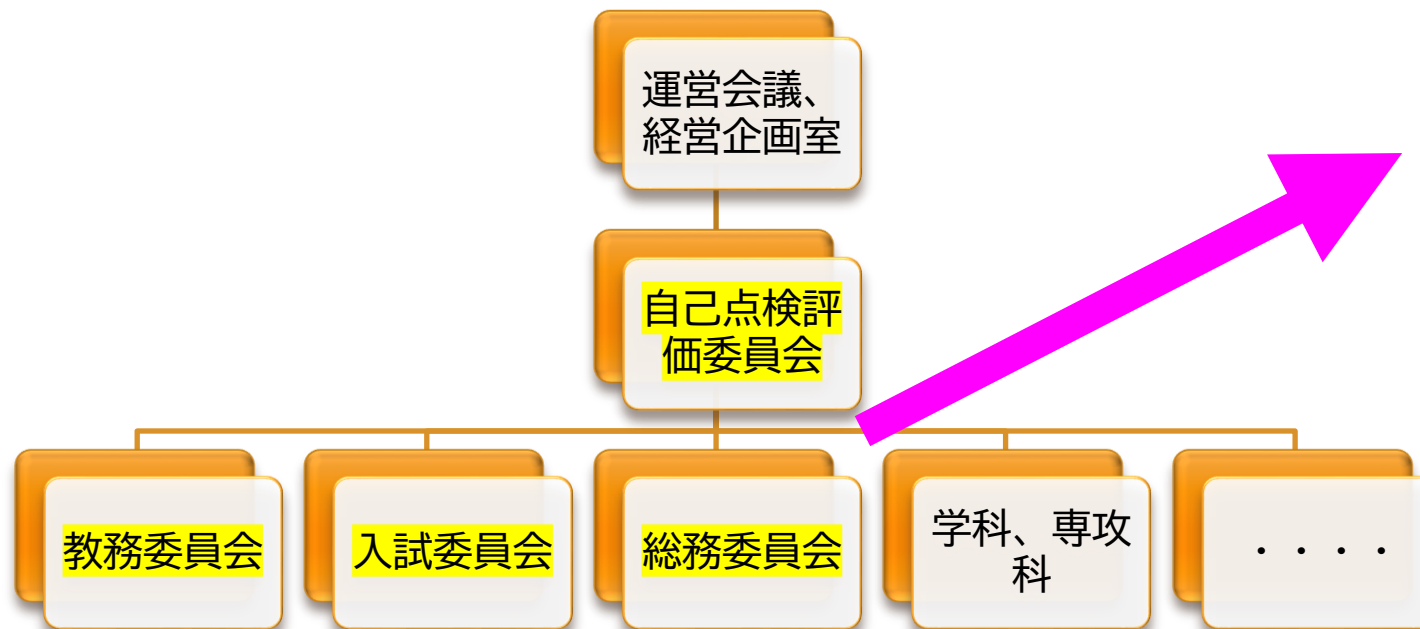 運営会議、
経営企画室
自己点検評
価委員会
教務委員会
入試委員会
総務委員会
学科、専攻
科
・・・・